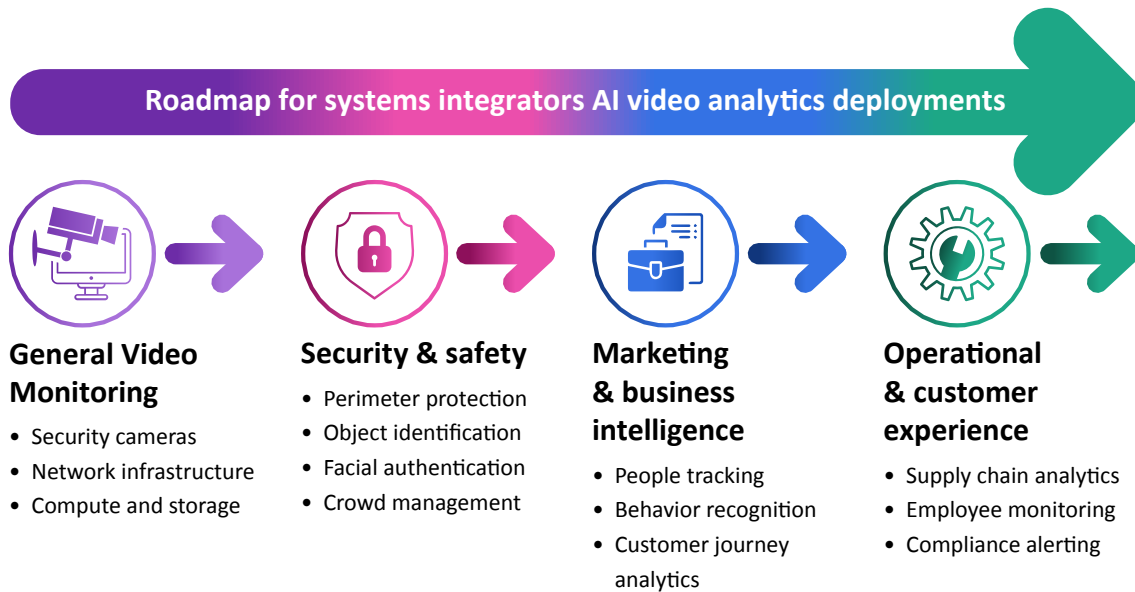 Roadmap for systems integrators AI video analytics deployments
General Video
Monitoring
• Security cameras
• Network infrastructure
• Compute and storage
Security & safety
• Perimeter protection
• Object identification
• Facial authentication
• Crowd management
Marketing
& business
intelligence
• People tracking
• Behavior recognition
• Customer journey
analytics
Operational
& customer
experience
• Supply chain analytics
• Employee monitoring
• Compliance alerting